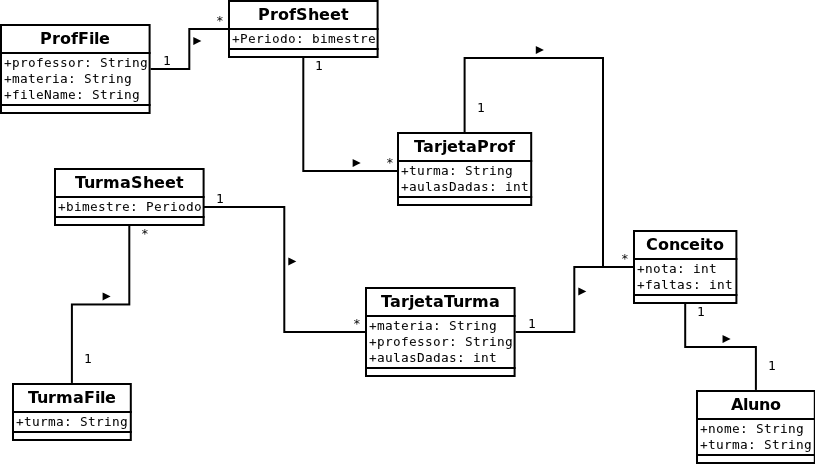 ProfFile
+professor: String
+materia: String
+fileName: String
1
*
ProfSheet
+Periodo: bimestre
1
*
TarjetaProf
+turma: String
+aulasDadas: int
1
TurmaSheet
+bimestre: Periodo
1
*
*
TarjetaTurma
+materia: String
+professor: String
+aulasDadas: int
1
*
Conceito
+nota: int
+faltas: int
1
1
TurmaFile
+turma: String
1
Aluno
+nome: String
+turma: String